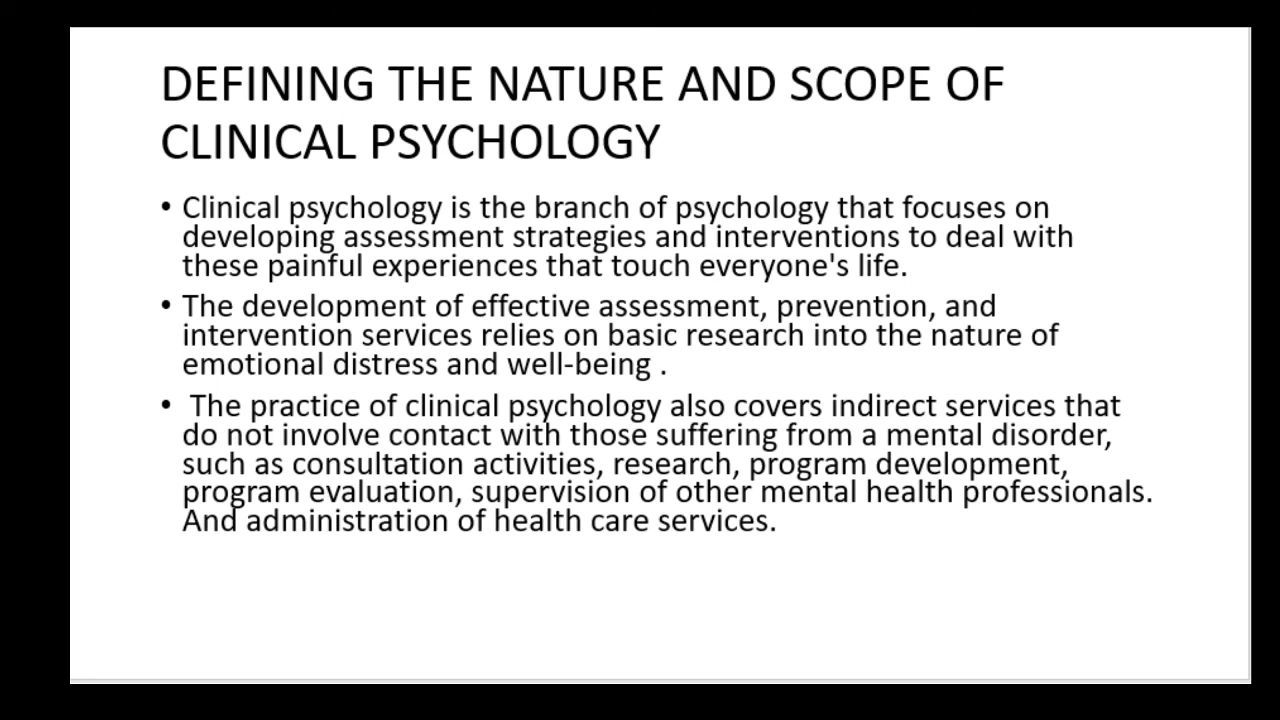 DEFINING THE NATURE AND SCOPE OF
CLINICAL PSYCHOLOGY
• Clinical psychology is the branch of psychology that focuses on
developing assessment strategies and interventions to deal with
these painful experiences that touch everyone's life.
• The development of effective assessment, prevention, and
intervention services relies on basic research into the nature of
emotional distress and well-being .
• The practice of clinical psychology also covers indirect services that
do not involve contact with those suffering from a mental disorder,
such as consultation activities, research, program development,
program evaluation, supervision of other mental health professionals.
And administration of health care services.